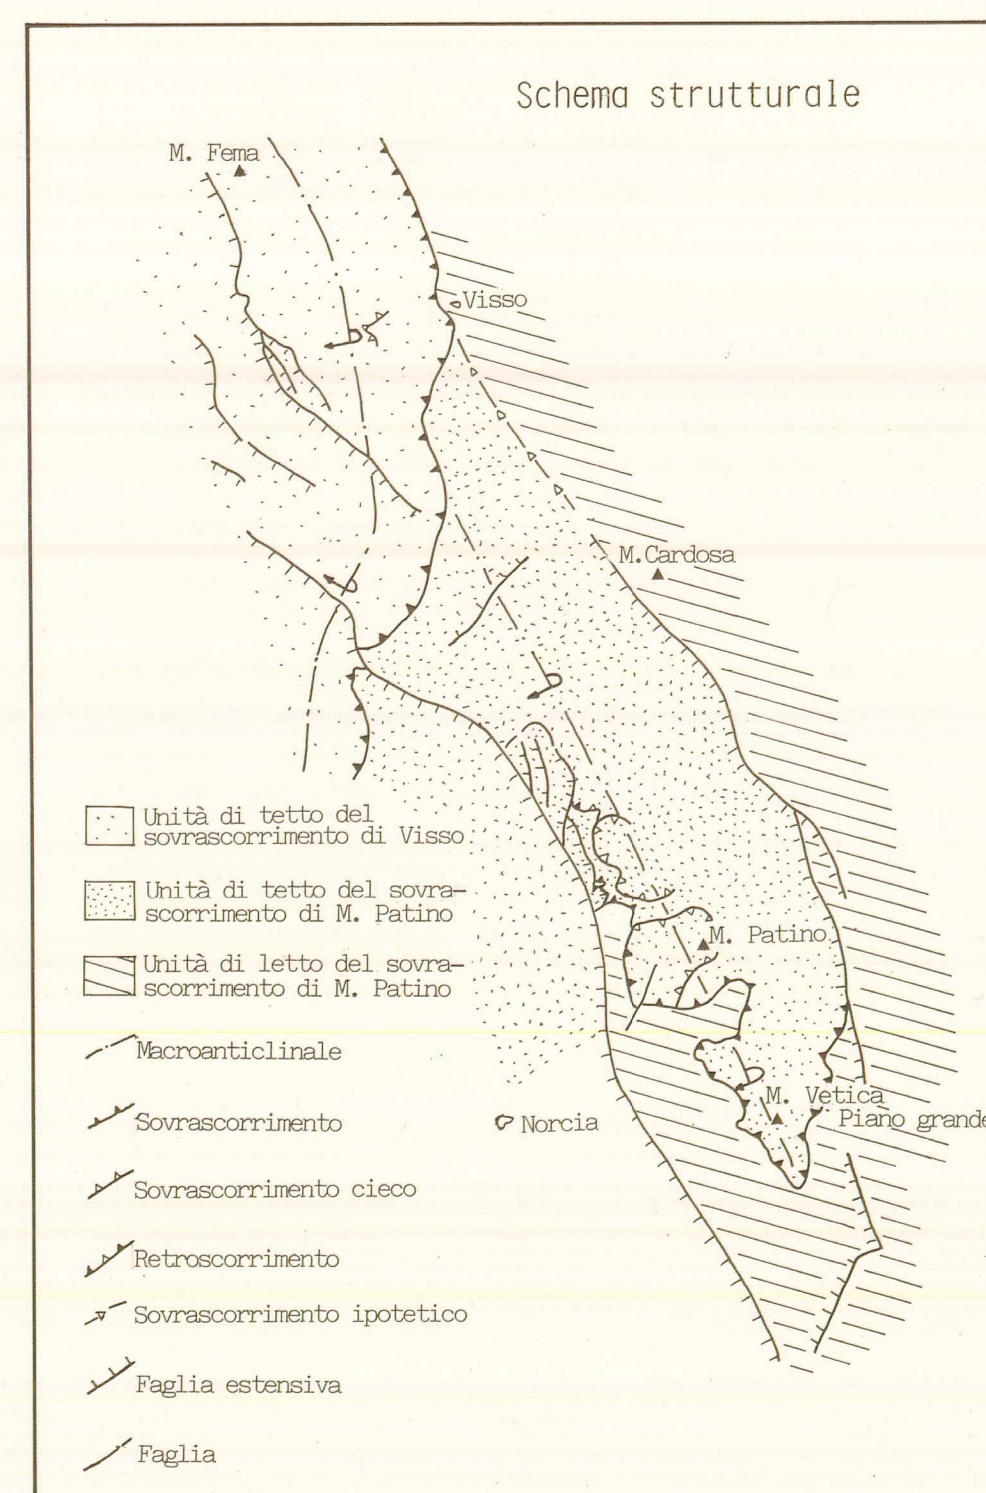 Schema strutturale
M. Fema
Visso
M.Cardosa
Unità di tetto del
sovrascorrimento di Visso.
Unità di tetto del sovra-
scorrimento di M. Patino
M. Patino
Unità di letto del sovra-
scorrimento di M. Patino
Macroanticlinale
M. Vetica
Piano grande
Sovrascorrimento
Norcia
Sovrascorrimento cieco
Retroscorrimento
Sovrascorrimento ipotetico
Faglia estensiva
Faglia